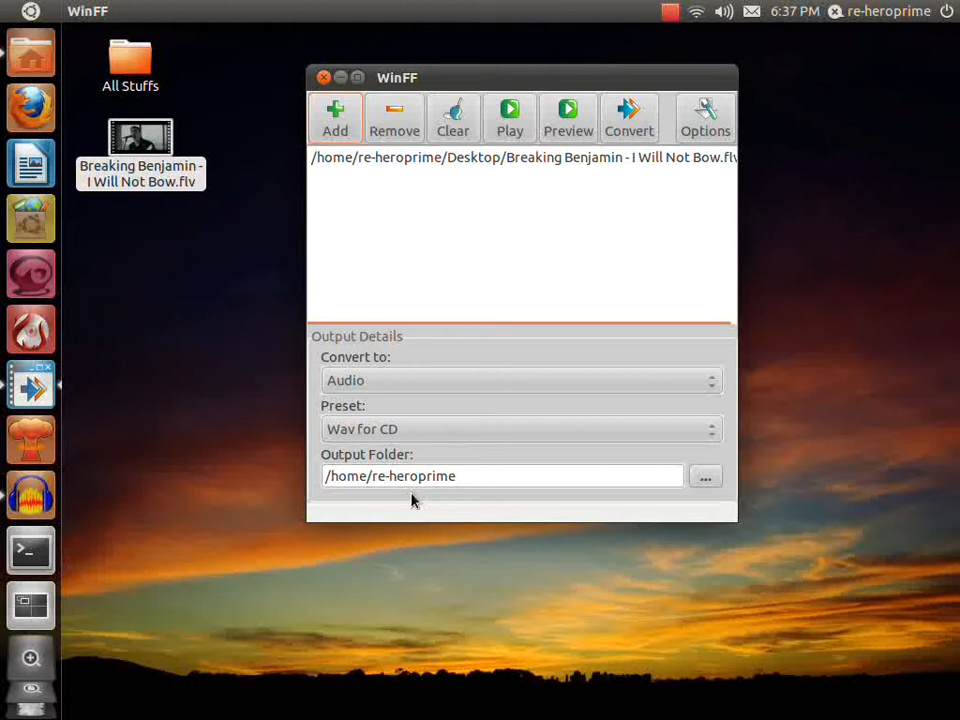 WinFF
6:37 PM
re-heroprime
All Stuffs
Breaking Benjamin -
I Will Not Bow.flv
WinFF
Add
Remove
Clear
Play
Preview
Convert
Options
/home/re-heroprime/Desktop/Breaking Benjamin - I Will Not Bow.flv
Output Details
Convert to:
Audio
Preset:
Wav for CD
Output Folder:
/home/re-heroprime
...